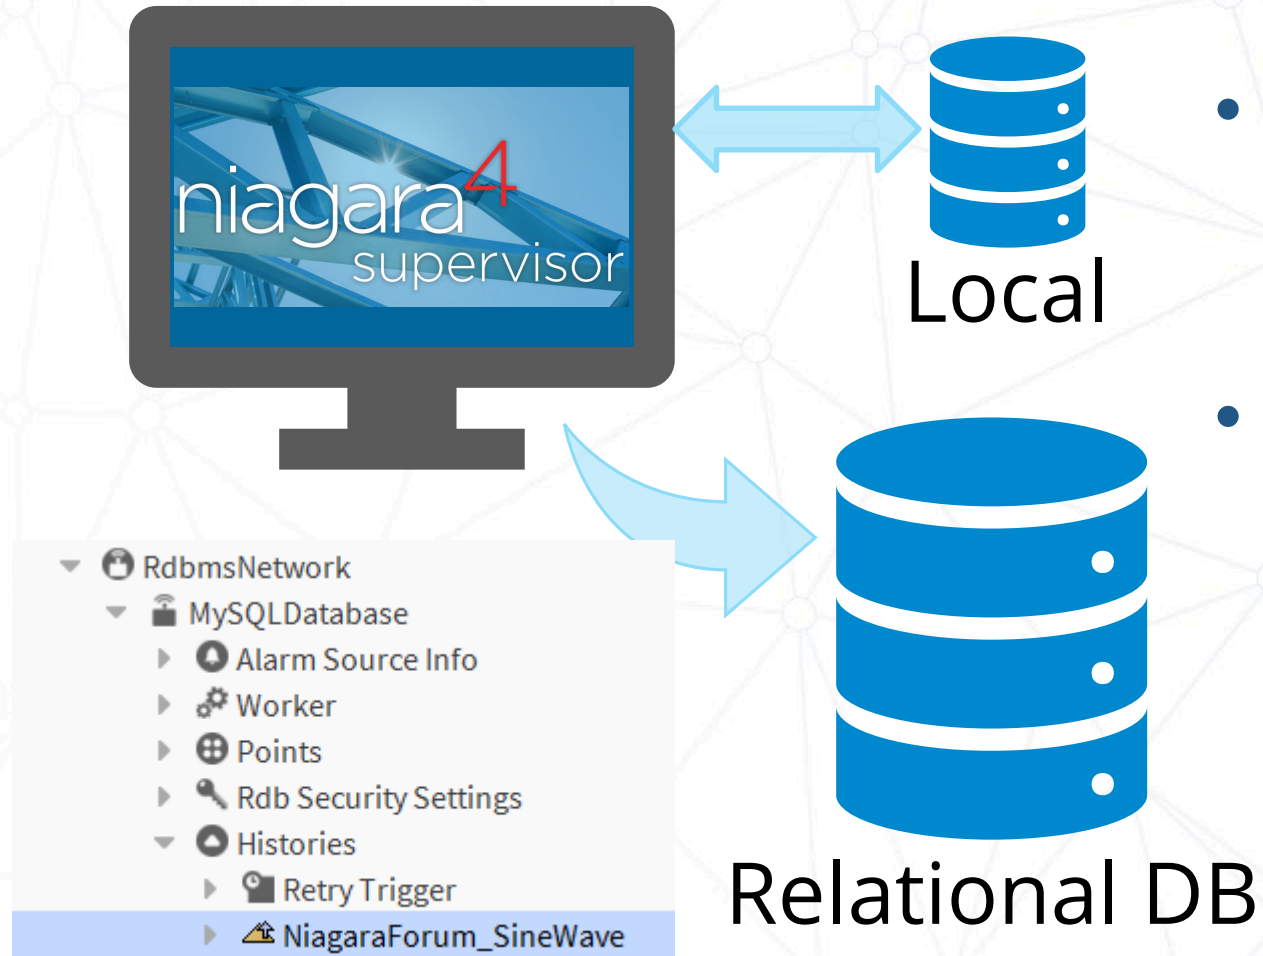 niagara4
supervisor
Local
RdbmsNetwork
MySQLDatabase
Alarm Source Info
Worker
Points
Rdb Security Settings
Histories
Retry Trigger
NiagaraForum_SineWave
Relational DB